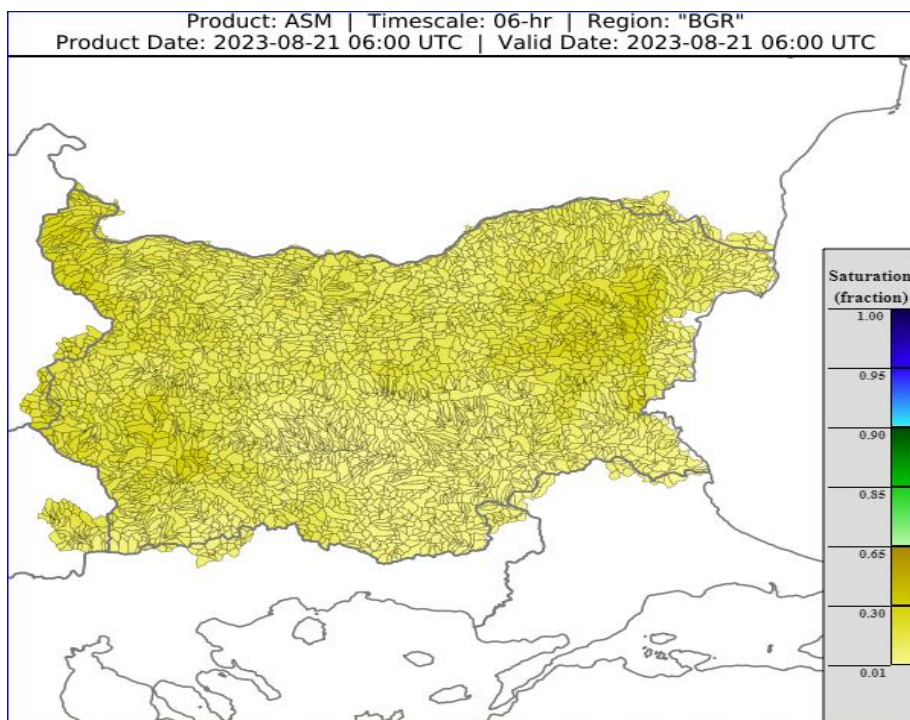 Product: ASM | Timescale: 06-hr | Region: "BGR"
Product Date: 2023-08-21 06:00 UTC | Valid Date: 2023-08-21 06:00 UTC
Saturation
(fraction)
1.00
0.95
0.90
0.85
0.65
0.30
0.01